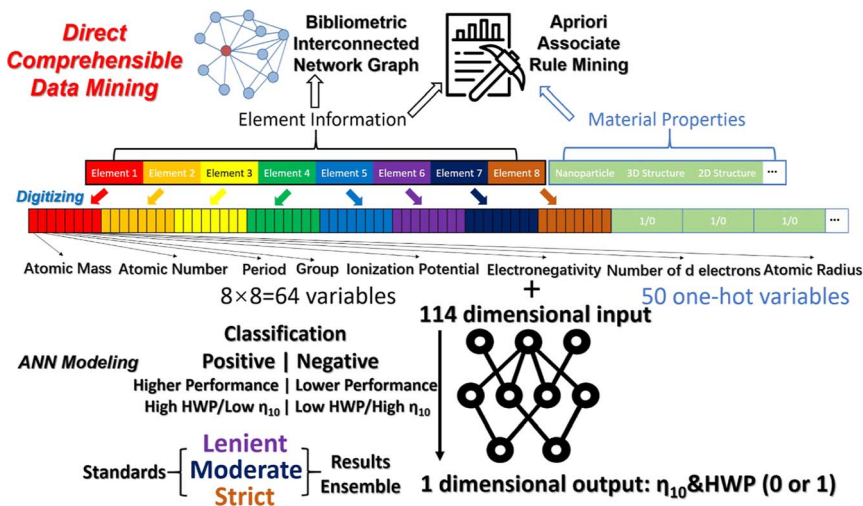 Direct
Comprehensible
Data Mining
Bibliometric
Interconnected
Network Graph
Apriori
Associate
Rule Mining
Element Information
Material Properties
Element 1 Element 2 Element 3 Element 4 Element 5 Element 6 Element 7 Element 8 Nanoparticle 3D Structure 2D Structure ...
Digitizing
1/0 1/0 1/0 ...
Atomic Mass Atomic Number Period Group Ionization Potential Electronegativity Number of d electrons Atomic Radius
8×8=64 variables + 50 one-hot variables
114 dimensional input
Classification
ANN Modeling
Positive | Negative
Higher Performance | Lower Performance
High HWP/Low η10 | Low HWP/High η10
Standards
Lenient
Moderate
Strict
Results
Ensemble
1 dimensional output: η10&HWP (0 or 1)